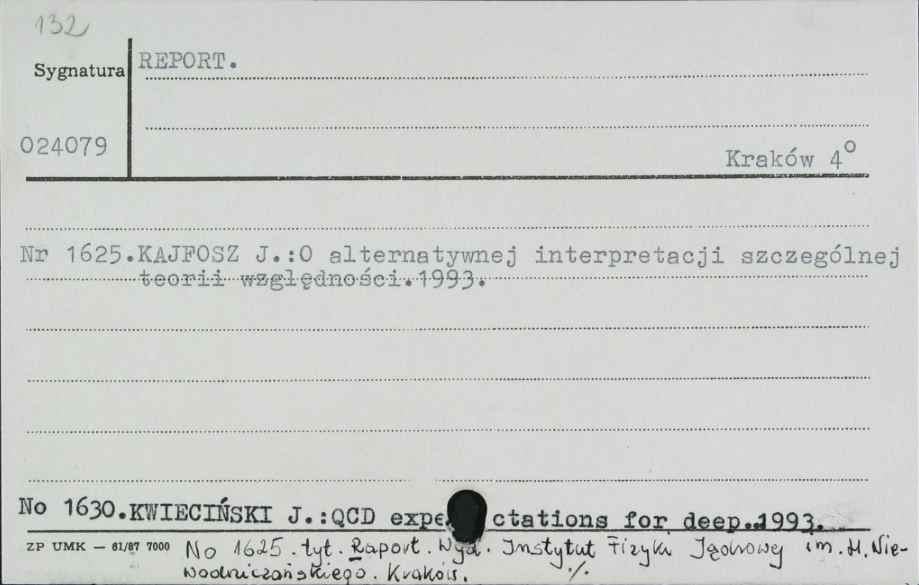 132
Sygnatura
REPORT.
024079
Kraków 4°
Nr 1625.KAJFOSZ J.:O alternatywnej interpretacji szczególnej
teorii względności.1993.
No 1630.KWIECIŃSKI J.:QCD expe ctations for deep..1993.
ZP UMK — 61/87 7000
No 1625. tyt. Raport. Wyd. Instytut Fizyki Jądrowej im. H. Nie-
wodniczańskiego. Kraków.
./.